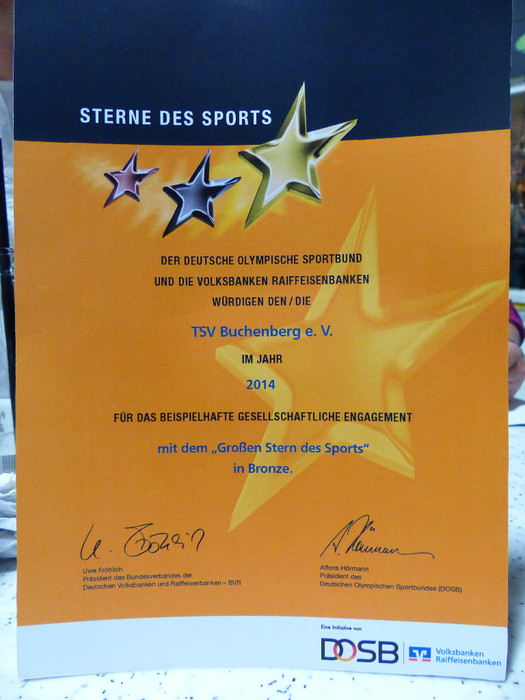 STERNE DES SPORTS
DER DEUTSCHE OLYMPISCHE SPORTBUND
UND DIE VOLKSBANKEN RAIFFEISENBANKEN
WÜRDIGEN DEN / DIE
TSV Buchenberg e. V.
IM JAHR
2014
FÜR DAS BEISPIELHAFTE GESELLSCHAFTLICHE ENGAGEMENT
mit dem „Großen Stern des Sports“
in Bronze.
Uwe Fröhlich
Präsident des Bundesverbandes der
Deutschen Volksbanken und Raiffeisenbanken – BVR
Alfons Hörmann
Präsident des
Deutschen Olympischen Sportbundes (DOSB)
Eine Initiative von
DOSB
Volksbanken
Raiffeisenbanken